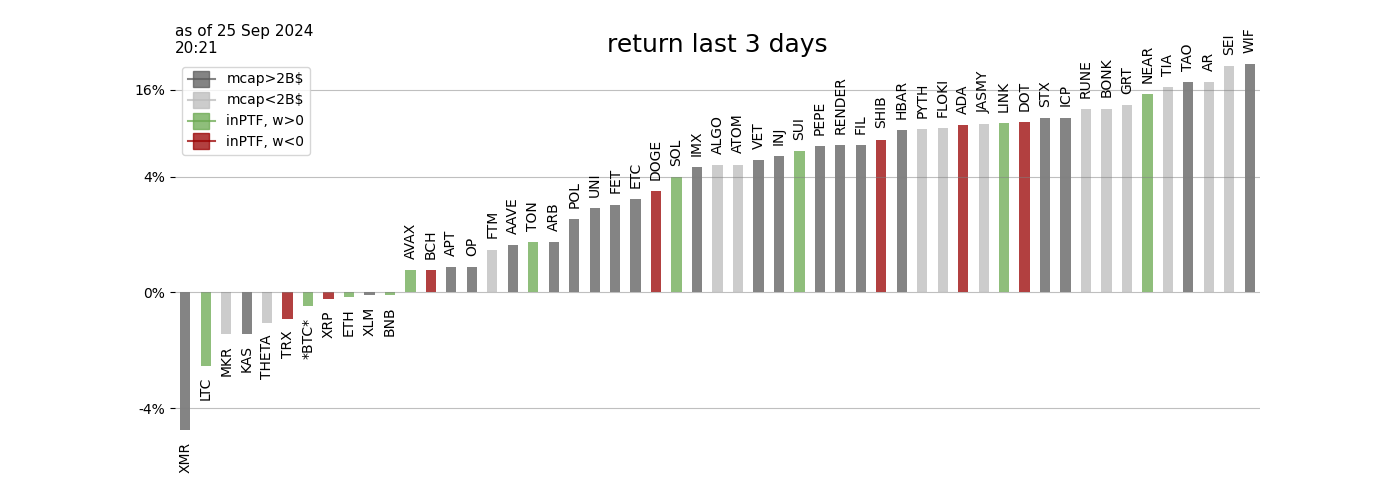 as of 25 Sep 2024
20:21
return last 3 days
mcap>2B$
mcap<2B$
inPTF, w>0
inPTF, w<0
16%
4%
0%
-4%
XMR
LTC
MKR
KAS
THETA
TRX
*BTC*
XRP
ETH
XLM
BNB
AVAX
BCH
APT
OP
FTM
AAVE
TON
ARB
POL
UNI
FET
ETC
DOGE
SOL
IMX
ALGO
ATOM
VET
INJ
SUI
PEPE
RENDER
FIL
SHIB
HBAR
PYTH
FLOKI
ADA
JASMY
LINK
DOT
STX
ICP
RUNE
BONK
GRT
NEAR
TIA
TAO
AR
SEI
WIF